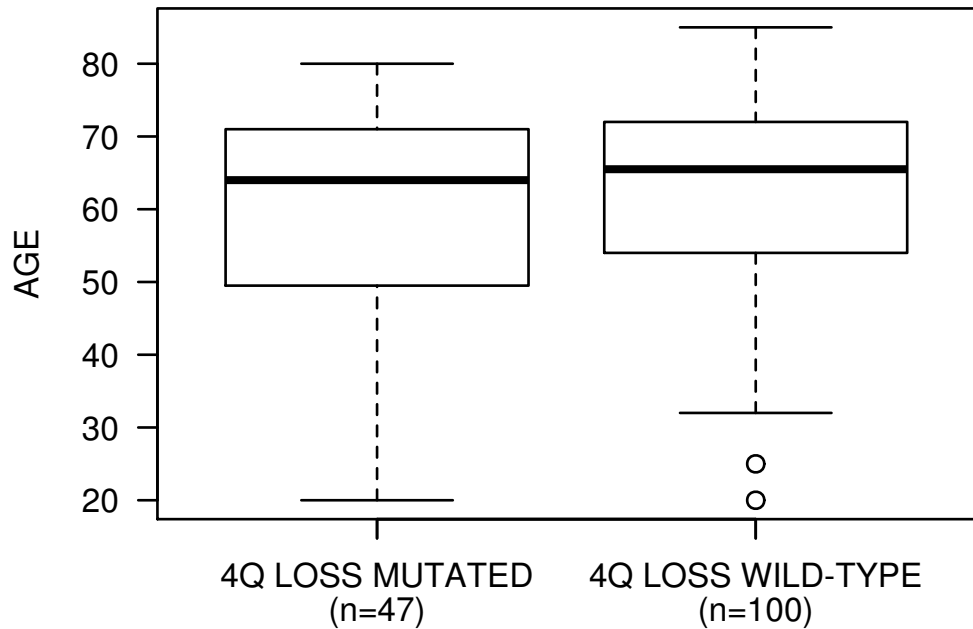 AGE
80
70
60
50
40
30
20
4Q LOSS MUTATED
(n=47)
4Q LOSS WILD-TYPE
(n=100)